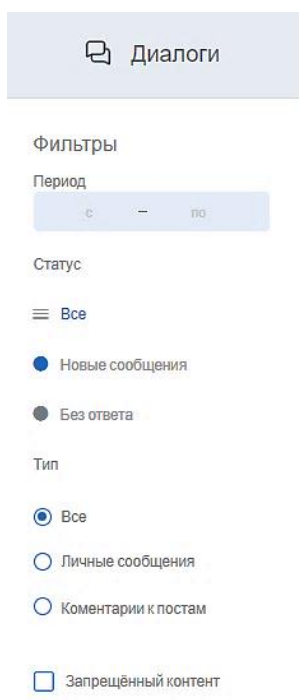 Диалоги
Фильтры
Период
с – по
Статус
Все
Новые сообщения
Без ответа
Тип
Все
Личные сообщения
Коментарии к постам
Запрещённый контент